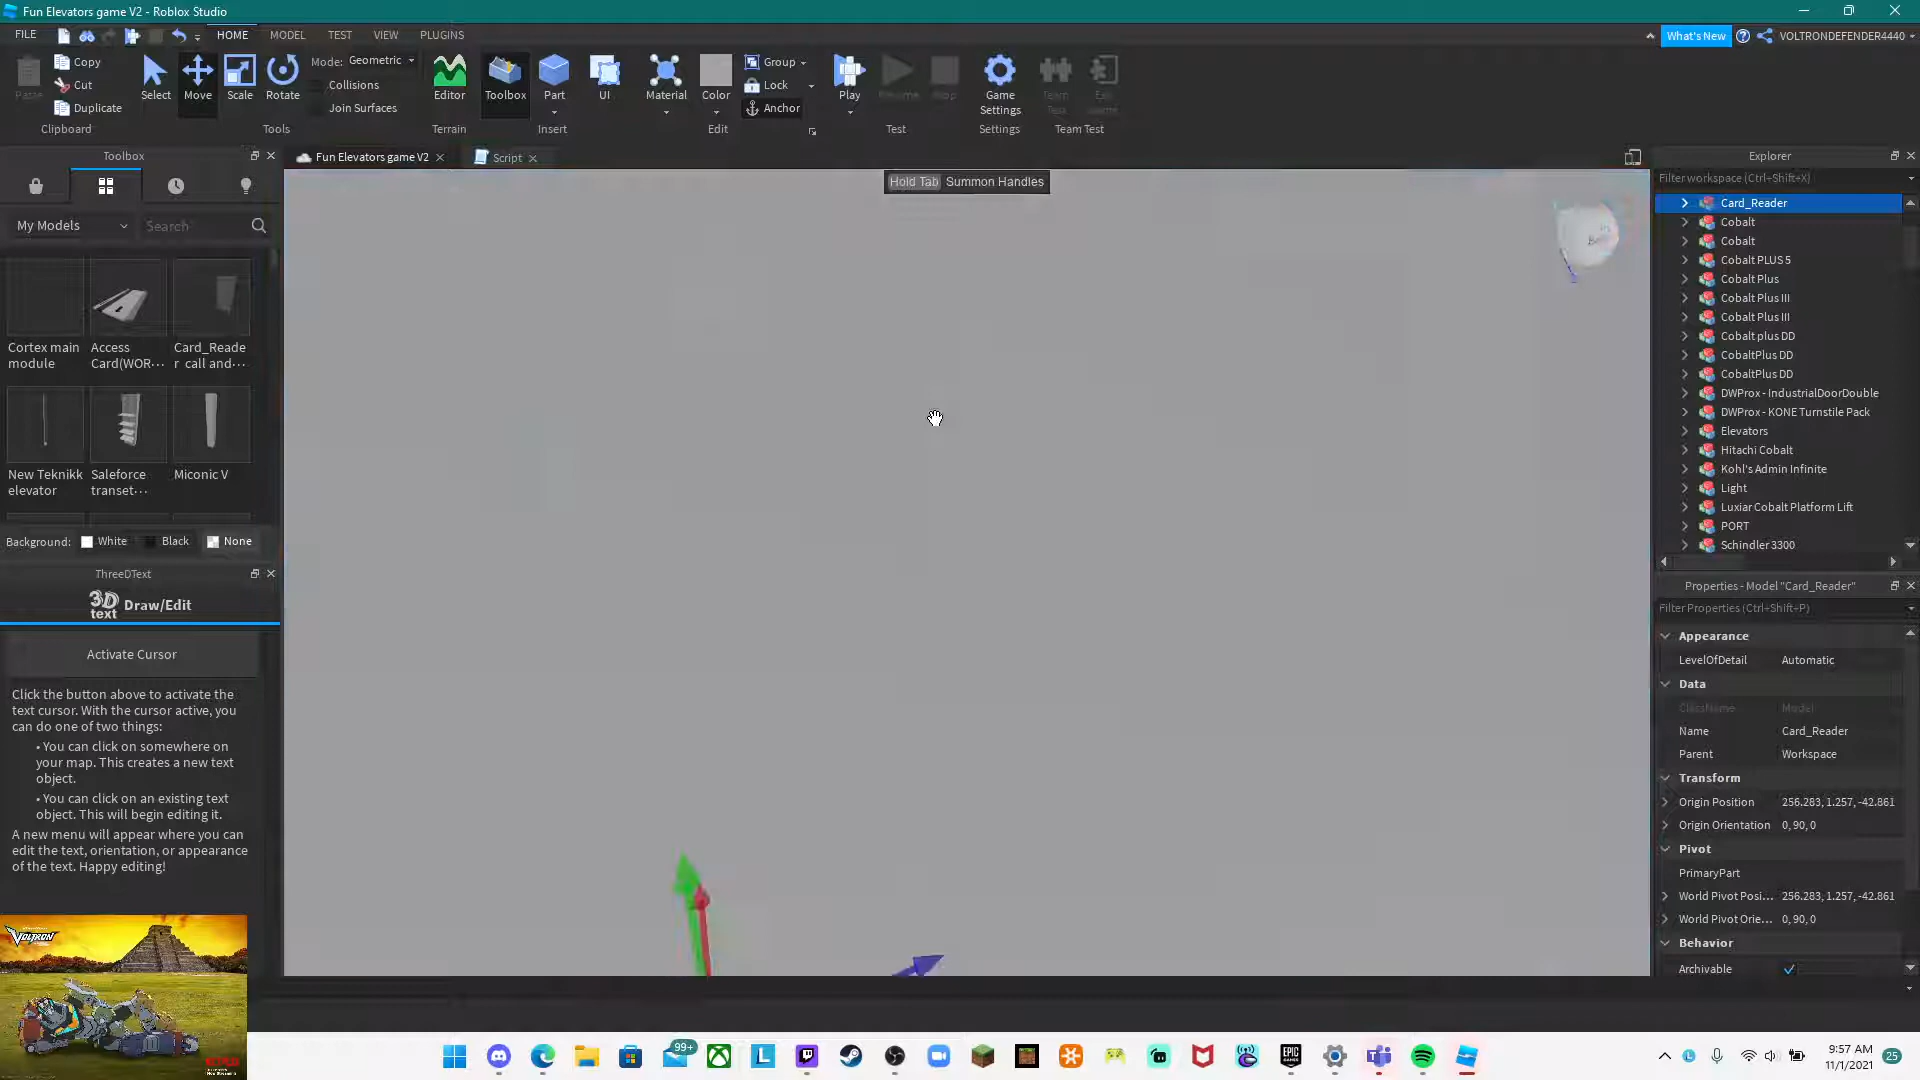 Fun Elevators game V2 - Roblox Studio
FILE HOME MODEL TEST VIEW PLUGINS What's New VOLTRONDEFENDER4440
Paste
Copy
Cut
Duplicate
Clipboard
Select Move Scale Rotate
Mode: Geometric
Collisions
Join Surfaces
Tools
Editor
Terrain
Toolbox Part UI
Insert
Material Color
Group
Lock
Anchor
Edit
Play
Test
Game
Settings
Settings
Team
Test
Team Test
Toolbox
My Models Search
Cortex main
module
Access
Card(WOR···
Card_Reade
r call and···
New Teknikk
elevator
Saleforce
transet···
Miconic V
Background: White Black None
ThreeDText
3D
text Draw/Edit
Activate Cursor
Click the button above to activate the
text cursor. With the cursor active, you
can do one of two things:
• You can click on somewhere on
your map. This creates a new text
object.
• You can click on an existing text
object. This will begin editing it.
A new menu will appear where you can
edit the text, orientation, or appearance
of the text. Happy editing!
VOLTRON
Fun Elevators game V2 Script
Hold Tab Summon Handles
Explorer
Filter workspace (Ctrl+Shift+X)
Card_Reader
Cobalt
Cobalt
Cobalt PLUS 5
Cobalt Plus
Cobalt Plus III
Cobalt Plus III
Cobalt plus DD
CobaltPlus DD
CobaltPlus DD
DWProx - IndustrialDoorDouble
DWProx - KONE Turnstile Pack
Elevators
Hitachi Cobalt
Kohl's Admin Infinite
Light
Luxiar Cobalt Platform Lift
PORT
Schindler 3300
Properties - Model "Card_Reader"
Filter Properties (Ctrl+Shift+P)
Appearance
LevelOfDetail Automatic
Data
ClassName Model
Name Card_Reader
Parent Workspace
Transform
Origin Position 256.283, 1.257, -42.861
Origin Orientation 0, 90, 0
Pivot
PrimaryPart
World Pivot Posi... 256.283, 1.257, -42.861
World Pivot Orie... 0, 90, 0
Behavior
Archivable
99+
L
EPIC
GAMES
9:57 AM
11/1/2021
25